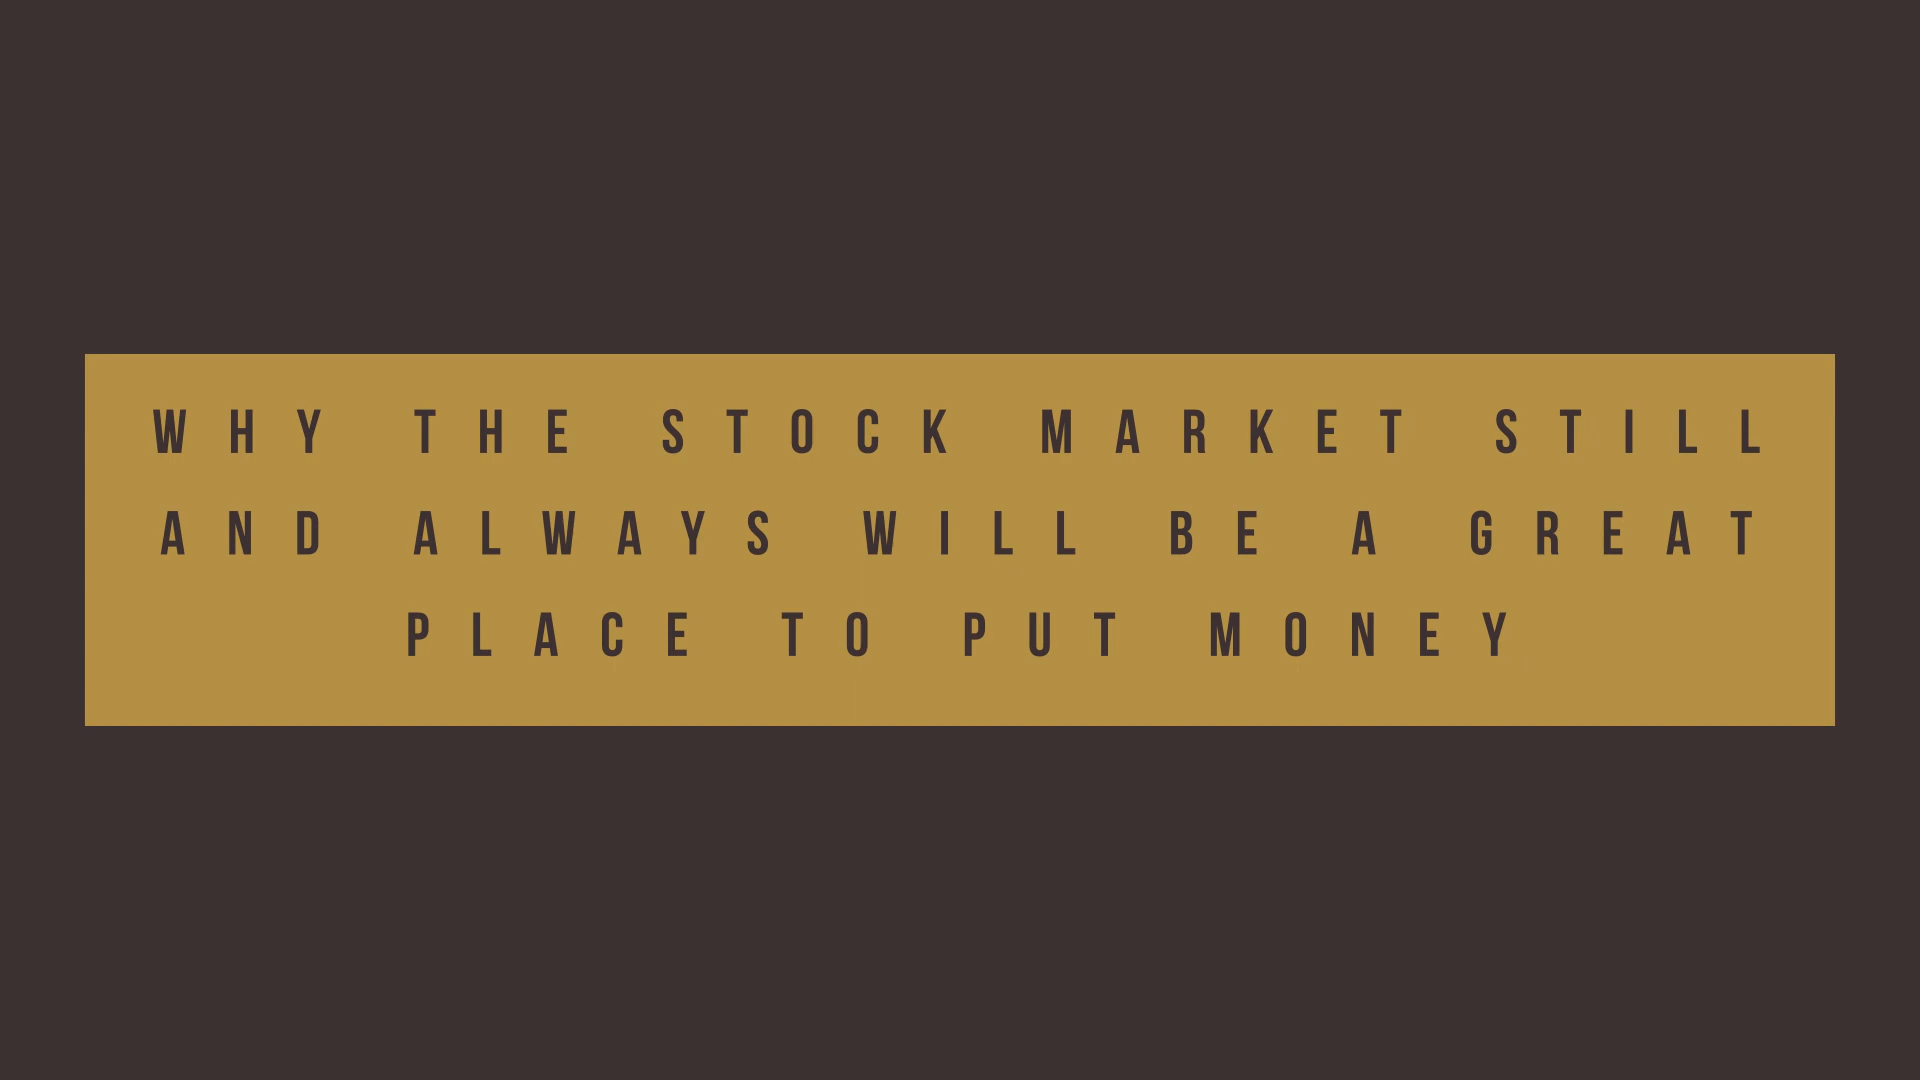 WHY THE STOCK MARKET STILL
AND ALWAYS WILL BE A GREAT
PLACE TO PUT MONEY